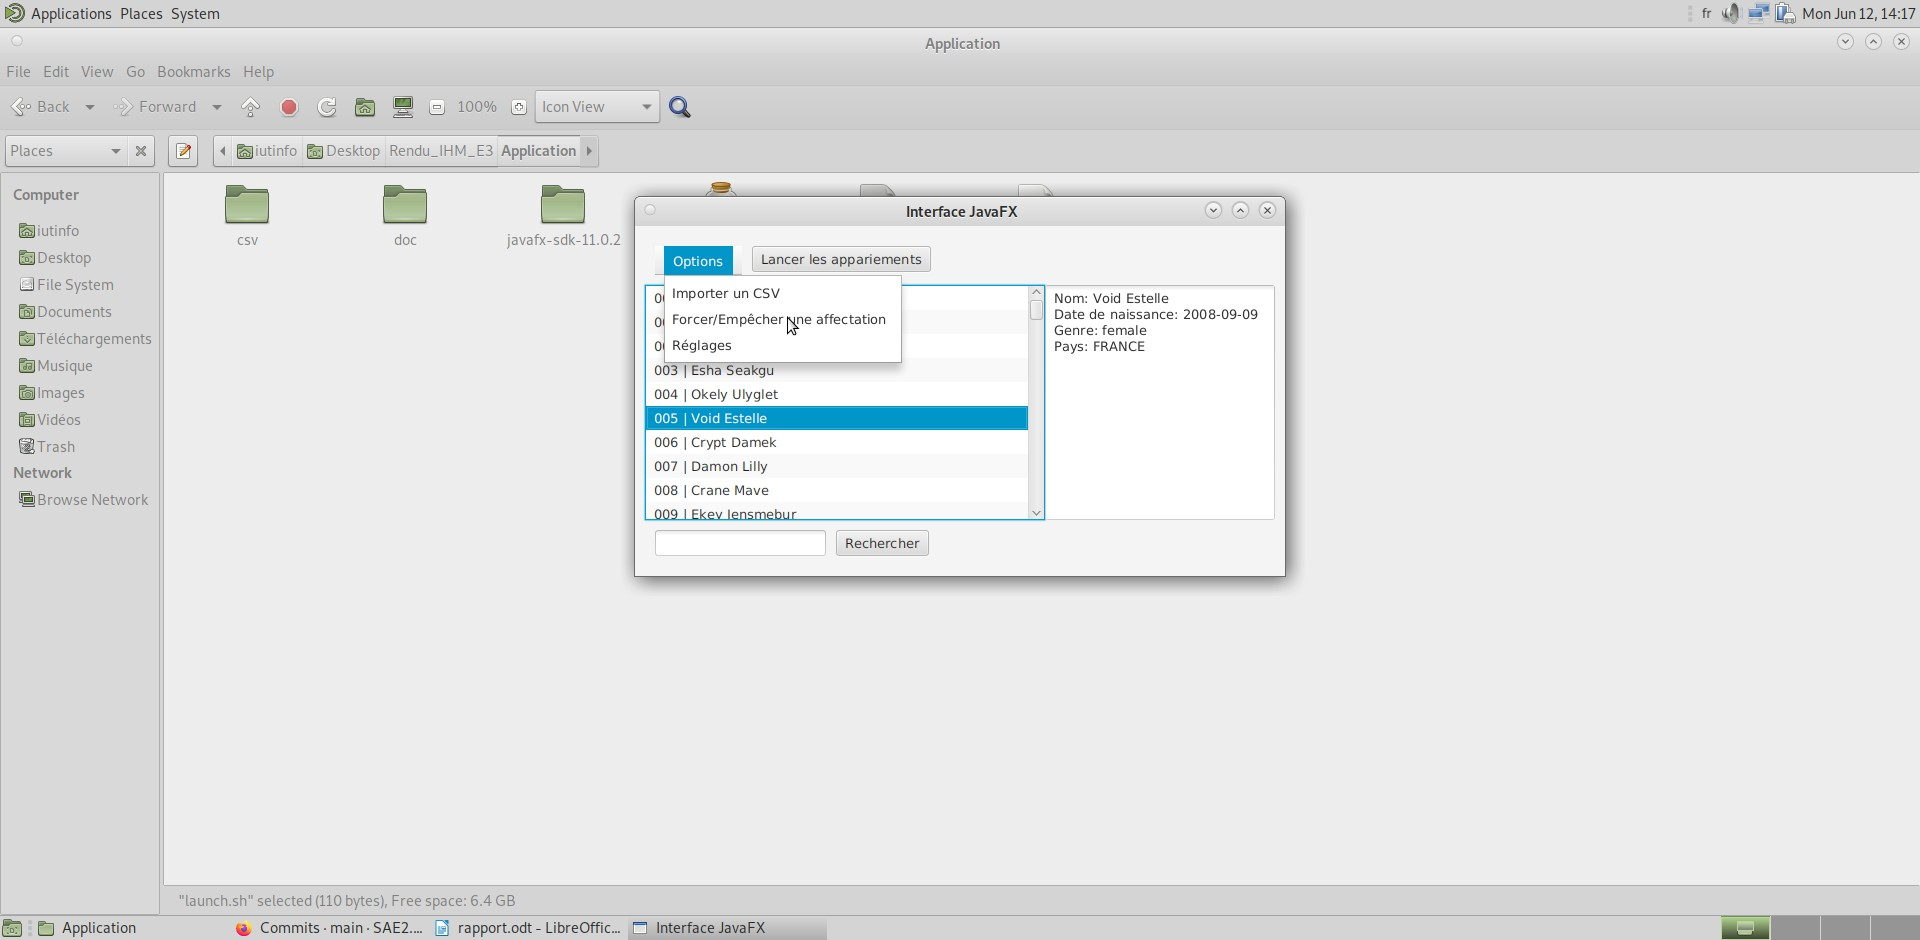 Applications Places System
fr Mon Jun 12, 14:17
Application
File Edit View Go Bookmarks Help
Back Forward 100% Icon View
Places iutinfo Desktop Rendu_IHM_E3 Application
Computer
iutinfo
Desktop
File System
Documents
Téléchargements
Musique
Images
Vidéos
Trash
Network
Browse Network
csv doc javafx-sdk-11.0.2
Interface JavaFX
Options Lancer les appariements
Importer un CSV
Forcer/Empêcher une affectation
Réglages
003 | Esha Seakgu
004 | Okely Ulyglet
005 | Void Estelle
006 | Crypt Damek
007 | Damon Lilly
008 | Crane Mave
009 | Ekey Iensmebur
Nom: Void Estelle
Date de naissance: 2008-09-09
Genre: female
Pays: FRANCE
Rechercher
"launch.sh" selected (110 bytes), Free space: 6.4 GB
Application Commits · main · SAE2.... rapport.odt - LibreOffic... Interface JavaFX